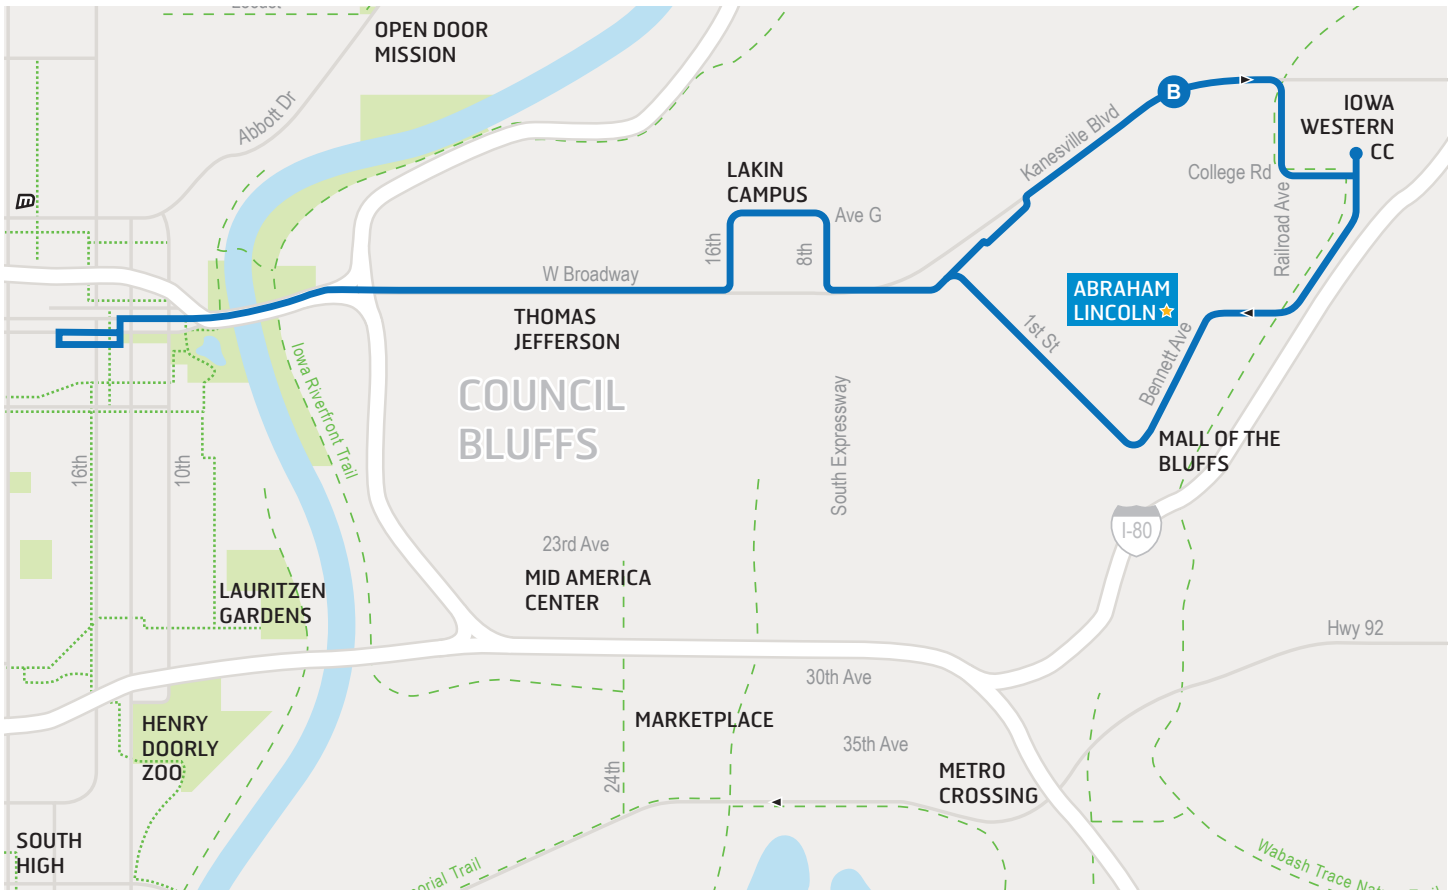 OPEN DOOR
MISSION
Abbott Dr
B
IOWA
WESTERN
CC
Kanesville Blvd
LAKIN
CAMPUS
College Rd
m
Ave G
16th
8th
Railroad Ave
W Broadway
ABRAHAM
LINCOLN
THOMAS
JEFFERSON
1st St
Bennett Ave
Iowa Riverfront Trail
COUNCIL
BLUFFS
South Expressway
MALL OF THE
BLUFFS
16th
10th
I-80
23rd Ave
MID AMERICA
CENTER
LAURITZEN
GARDENS
Hwy 92
30th Ave
MARKETPLACE
HENRY
DOORLY
ZOO
35th Ave
24th
METRO
CROSSING
SOUTH
HIGH
orial Trail
Wabash Trace Na